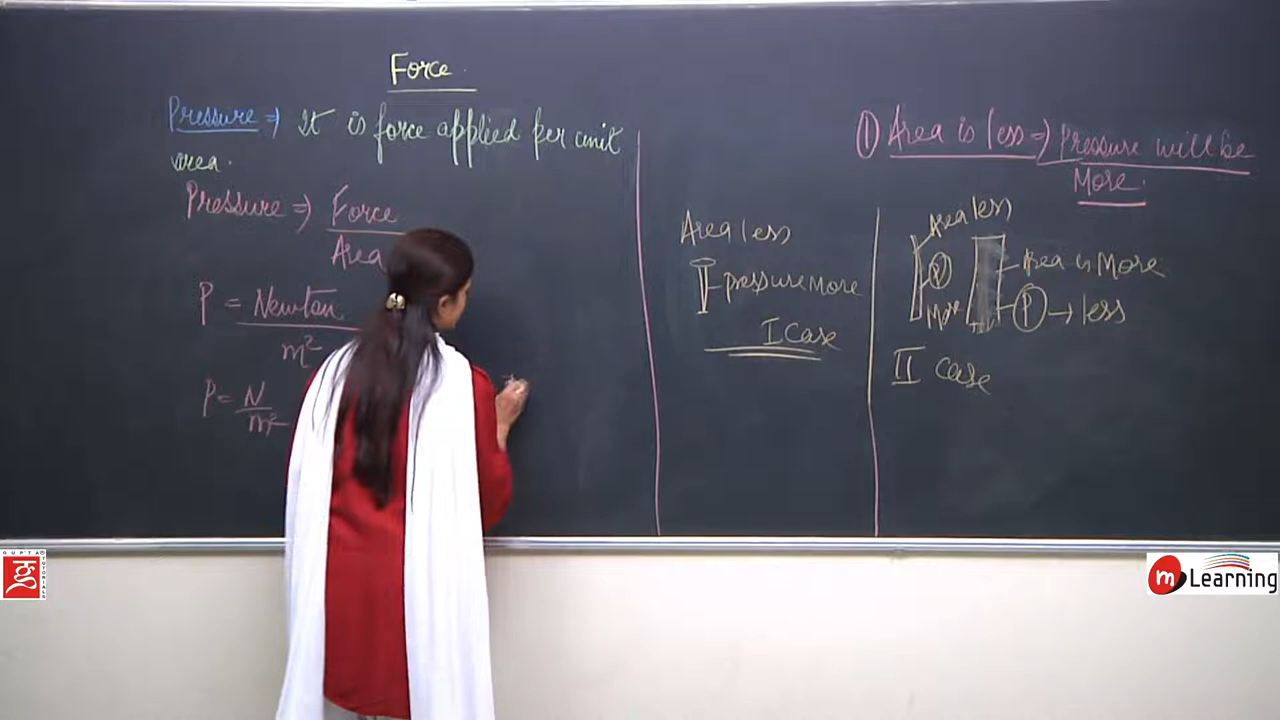 Force.
Pressure ⇒ It is force applied per unit
area.
Pressure ⇒ Force
Area
P = Newton
m²
P = N
m²
Area less
Pressure More
I Case
① Area is less ⇒ Pressure will be
More.
Area less
P
More
Area is More
P → less
II case
GUPTA
TUTORIALS
m Learning